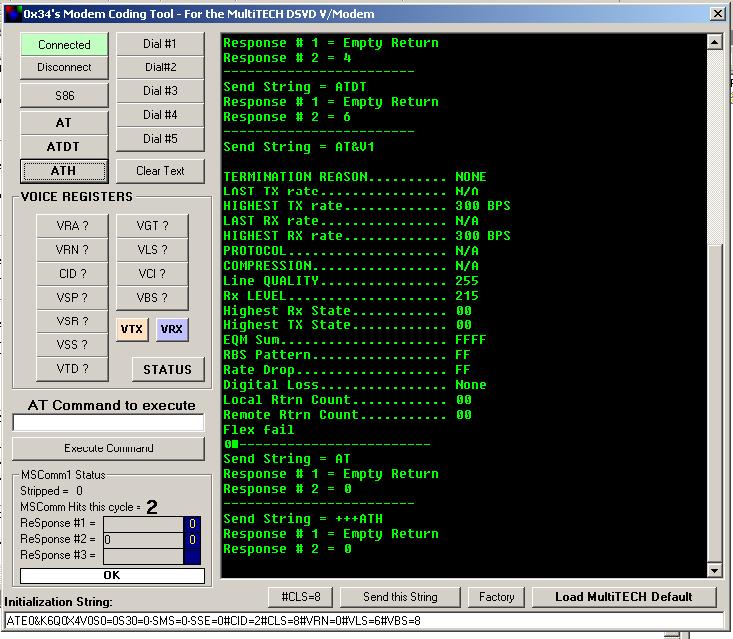 0x34's Modem Coding Tool - For the MultiTECH DSVD V/Modem
Connected
Disconnect
S86
AT
ATDT
ATH
Dial #1
Dial#2
Dial #3
Dial #4
Dial #5
Clear Text
VOICE REGISTERS
VRA ?
VRN ?
CID ?
VSP ?
VSR ?
VSS ?
VTD ?
VGT ?
VLS ?
VCI ?
VBS ?
VTX
VRX
STATUS
AT Command to execute
Execute Command
MSComm1 Status
Stripped = 0
MSComm Hits this cycle = 2
ReSponse #1 = 0
ReSponse #2 = 0 0
ReSponse #3 =
OK
Response # 1 = Empty Return
Response # 2 = 4
------------------------
Send String = ATDT
Response # 1 = Empty Return
Response # 2 = 6
------------------------
Send String = AT&V1
TERMINATION REASON.......... NONE
LAST TX rate................ N/A
HIGHEST TX rate............. 300 BPS
LAST RX rate................ N/A
HIGHEST RX rate............. 300 BPS
PROTOCOL.................... N/A
COMPRESSION................. N/A
Line QUALITY................ 255
Rx LEVEL.................... 215
Highest Rx State............ 00
Highest TX State............ 00
EQM Sum..................... FFFF
RBS Pattern................. FF
Rate Drop................... FF
Digital Loss................ None
Local Rtrn Count............ 00
Remote Rtrn Count........... 00
Flex fail
0------------------------
Send String = AT
Response # 1 = Empty Return
Response # 2 = 0
------------------------
Send String = +++ATH
Response # 1 = Empty Return
Response # 2 = 0
#CLS=8
Send this String
Factory
Load MultiTECH Default
Initialization String:
ATE0&K6Q0X4V0S0=0S30=0-SMS=0-SSE=0#CID=2#CLS=8#VRN=0#VLS=6#VBS=8